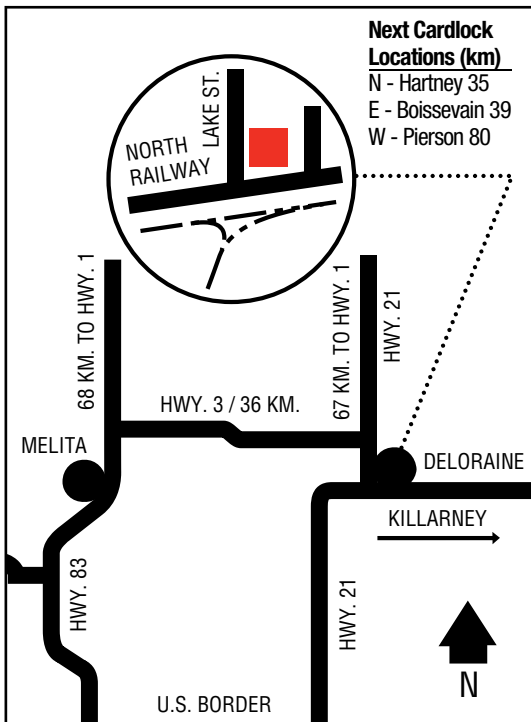 Next Cardlock
Locations (km)
N - Hartney 35
E - Boissevain 39
W - Pierson 80
LAKE ST.
NORTH
RAILWAY
68 KM. TO HWY. 1
67 KM. TO HWY. 1
HWY. 21
HWY. 3 / 36 KM.
MELITA
DELORAINE
KILLARNEY
HWY. 83
HWY. 21
N
U.S. BORDER